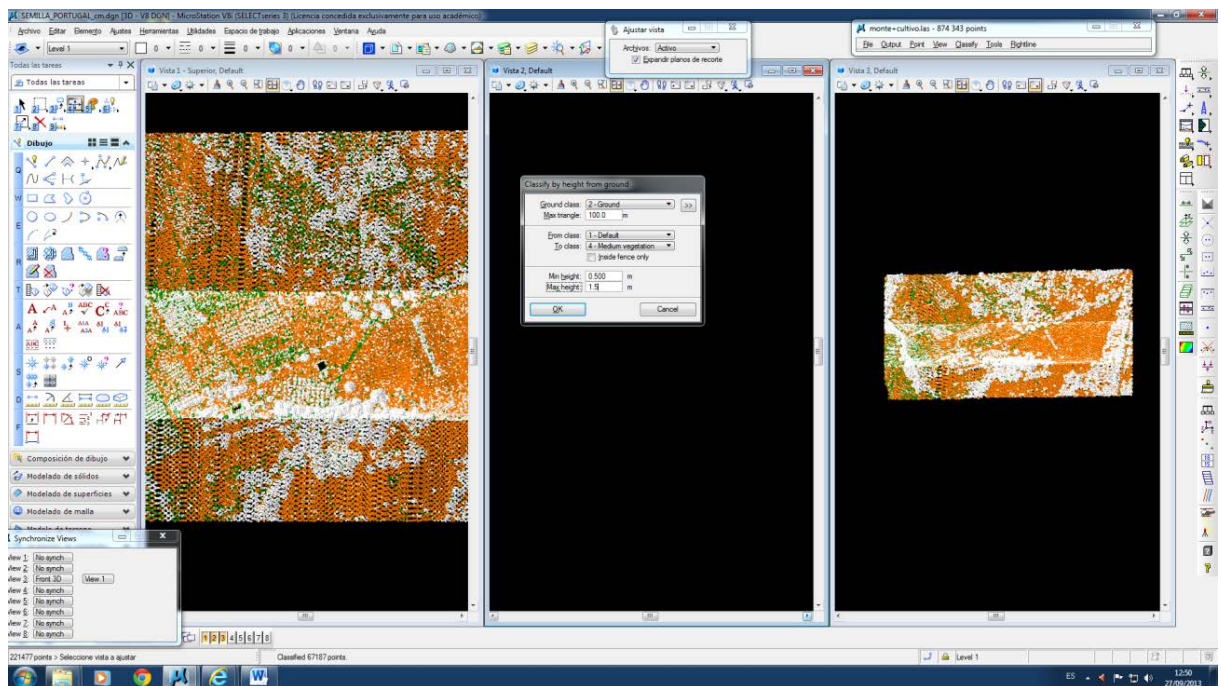 SEMILLA_PORTUGAL_cm.dgn [3D - V8 DGN] - MicroStation V8i (SELECTseries 3) (Licencia concedida exclusivamente para uso académico)
Archivo Editar Elemento Ajustes Herramientas Utilidades Espacio de trabajo Aplicaciones Ventana Ayuda
Level 1
0 0 0 0 0
Ajustar vista
Archivos: Activo
Expandir planos de recorte
monte+cultivo.las - 874 343 points
File Output Point View Classify Tools Flightline
Todas las tareas
Todas las tareas
Dibujo
Q
W
E
R
T
A
S
D
F
Composición de dibujo
Modelado de sólidos
Modelado de superficies
Modelado de malla
Modelo de terreno
Vista 1 - Superior, Default
Vista 2, Default
Vista 3, Default
Classify by height from ground
Ground class: 2 - Ground >>
Max triangle: 100.0 m
From class: 1 - Default
To class: 4 - Medium vegetation
Inside fence only
Min height: 0.500 m
Max height: 1.5 m
OK Cancel
Synchronize Views
View 1: No synch
View 2: No synch
View 3: Front 3D View 1
View 4: No synch
View 5: No synch
View 6: No synch
View 7: No synch
View 8: No synch
1 2 3 4 5 6 7 8
221477 points > Seleccione vista a ajustar
Classified 67187 points.
Level 1
ES
12:50
27/09/2013